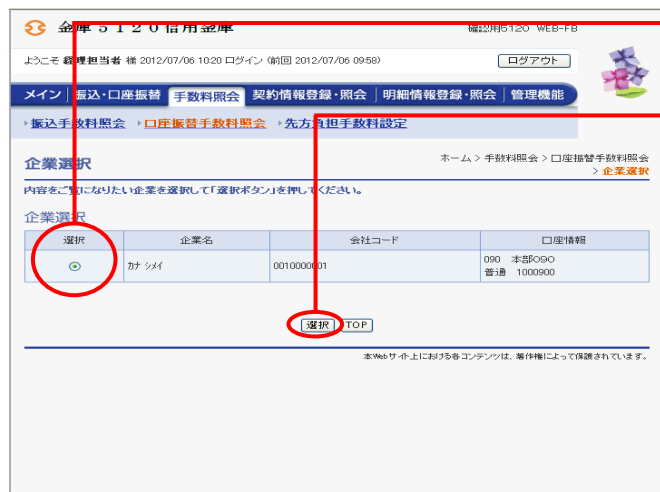 金庫５１２０信用金庫
確認用5120 WEB-FB
ようこそ 経理担当者 様 2012/07/06 10:20 ログイン (前回 2012/07/06 09:58)
ログアウト
メイン 振込・口座振替 手数料照会 契約情報登録・照会 明細情報登録・照会 管理機能
振込手数料照会 口座振替手数料照会 先方負担手数料設定
企業選択
ホーム > 手数料照会 > 口座振替手数料照会
> 企業選択
内容をご覧になりたい企業を選択して「選択ボタン」を押してください。
企業選択
選択 企業名 会社コード 口座情報
ｶﾅ ｼﾒｲ 0010000001 090 本部090
普通 1000900
選択 TOP
本Webサイト上における各コンテンツは、著作権によって保護されています。